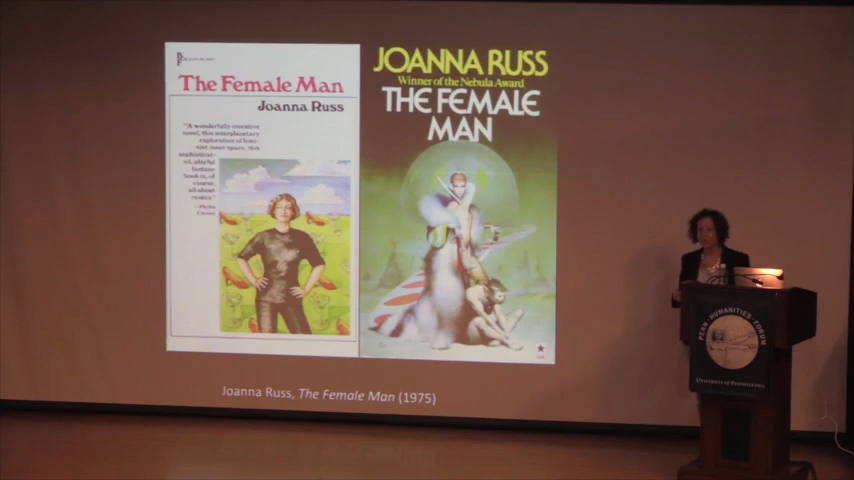 The Female Man
Joanna Russ
"A wonderfully inventive
novel, this interplanetary
exploration of femi-
nist inner space, this
sophisticat-
ed, playful
fantasy
book is, of
course,
all about
reality."
JOANNA RUSS
Winner of the Nebula Award
THE FEMALE
MAN
Joanna Russ, The Female Man (1975)
PENN · HUMANITIES · FORUM
UNIVERSITY of PENNSYLVANIA